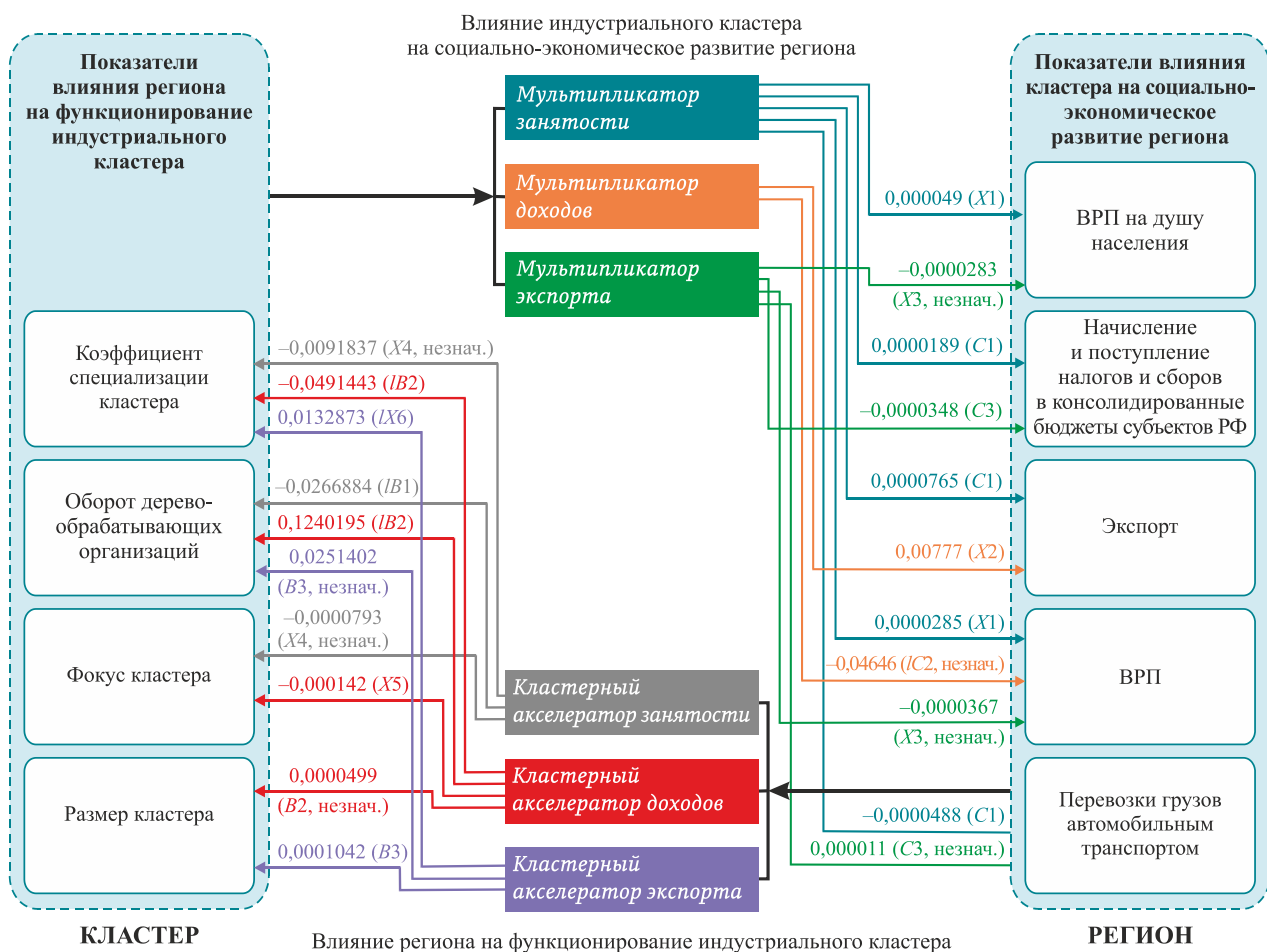 Влияние индустриального кластера
на социально-экономическое развитие региона
Показатели
влияния региона
на функционирование
индустриального
кластера
Коэффициент
специализации
кластера
Оборот дерево-
обрабатывающих
организаций
Фокус кластера
Размер кластера
КЛАСТЕР
Мультипликатор
занятости
Мультипликатор
доходов
Мультипликатор
экспорта
–0,0091837 (X4, незнач.)
–0,0491443 (lB2)
0,0132873 (lX6)
–0,0266884 (lB1)
0,1240195 (lB2)
0,0251402
(B3, незнач.)
–0,0000793
(X4, незнач.)
–0,000142 (X5)
0,0000499
(B2, незнач.)
0,0001042 (B3)
Кластерный
акселератор занятости
Кластерный
акселератор доходов
Кластерный
акселератор экспорта
0,000049 (X1)
–0,0000283
(X3, незнач.)
0,0000189 (C1)
–0,0000348 (C3)
0,0000765 (C1)
0,00777 (X2)
0,0000285 (X1)
–0,04646 (lC2, незнач.)
–0,0000367
(X3, незнач.)
–0,0000488 (C1)
0,000011 (C3, незнач.)
Показатели влияния
кластера на социально-
экономическое
развитие региона
ВРП на душу
населения
Начисление
и поступление
налогов и сборов
в консолидированные
бюджеты субъектов РФ
Экспорт
ВРП
Перевозки грузов
автомобильным
транспортом
РЕГИОН
Влияние региона на функционирование индустриального кластера